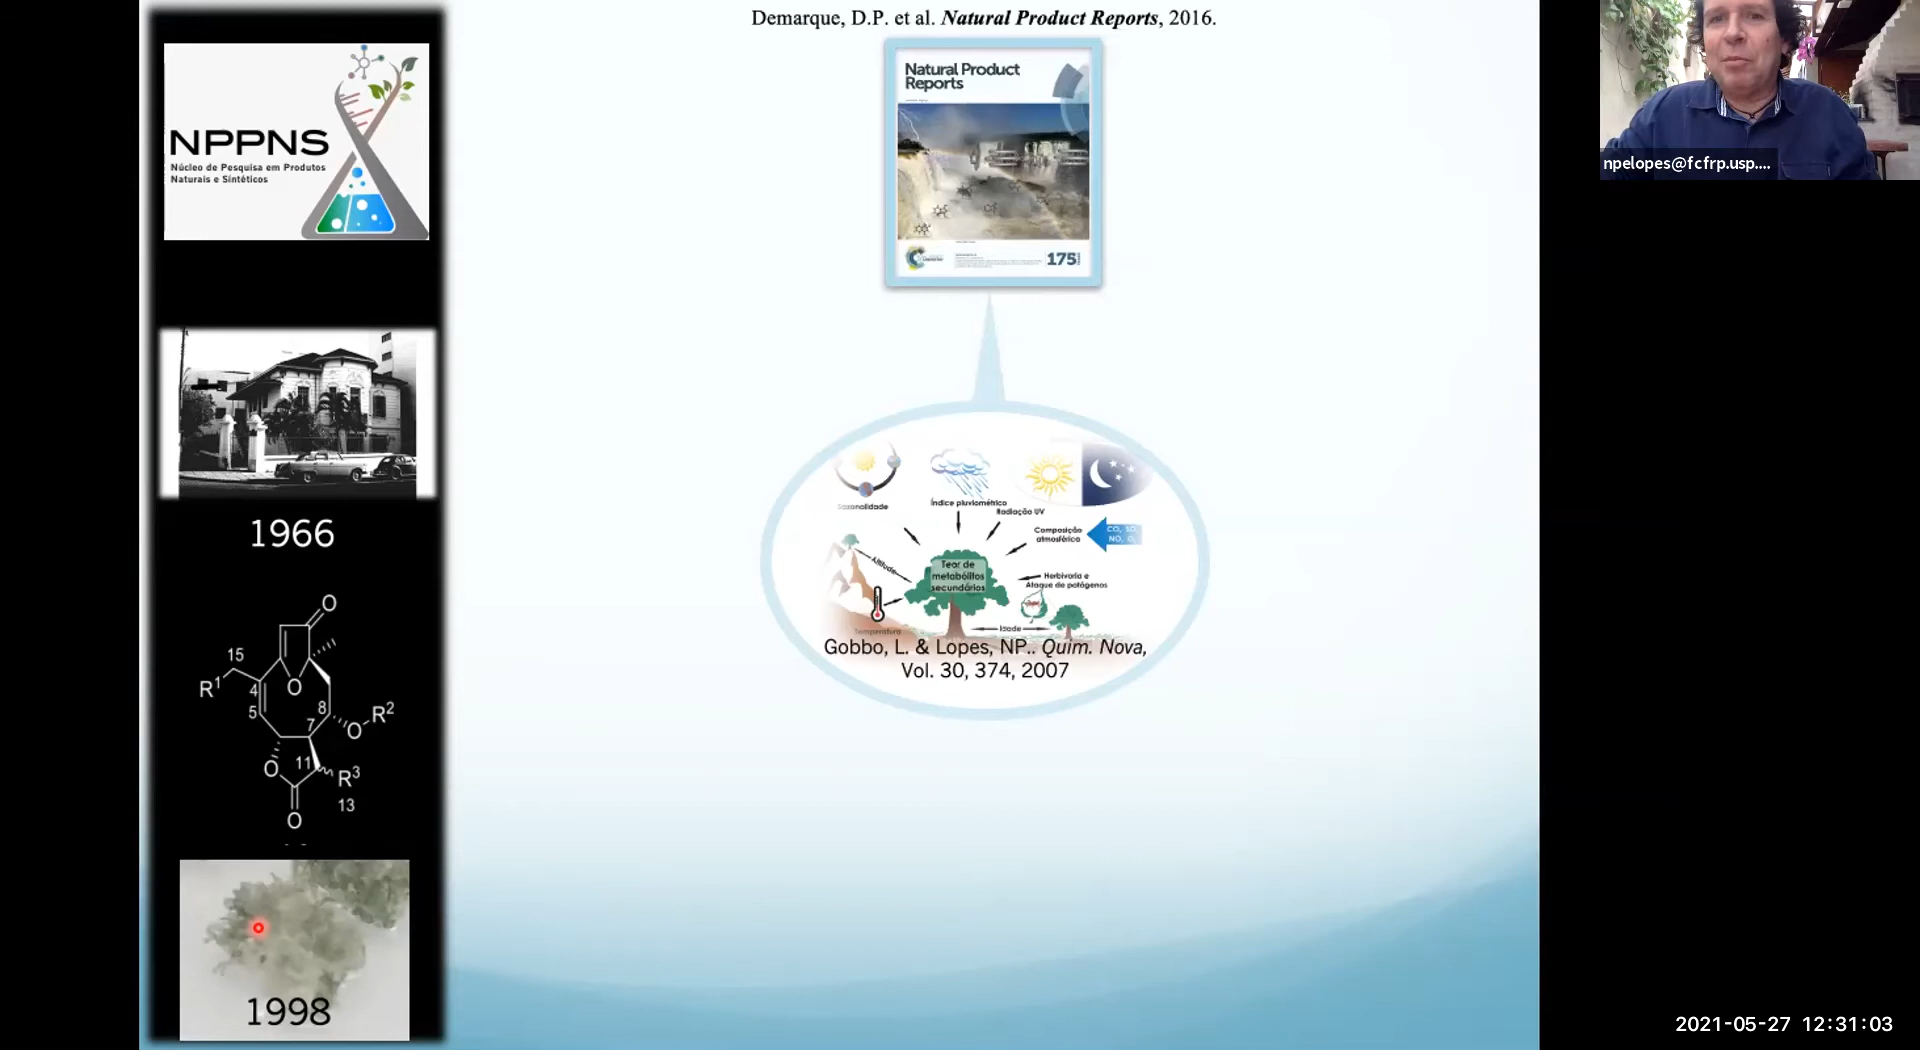 Demarque, D.P. et al. Natural Product Reports, 2016.
NPPNS
Núcleo de Pesquisa em Produtos
Naturais e Sintéticos
1966
O
15
R¹
4
O
5
8
R²
7
O
O
11
R³
13
O
1998
Natural Product
Reports
175
Sazonalidade
Índice pluviométrico
Radiação UV
Composição
atmosférica
Altitude
Teor de
metabólitos
secundários
Herbivoria e
Ataque de patógenos
Idade
Temperatura
Gobbo, L. & Lopes, NP.. Quim. Nova,
Vol. 30, 374, 2007
npelopes@fcfrp.usp....
2021-05-27 12:31:03